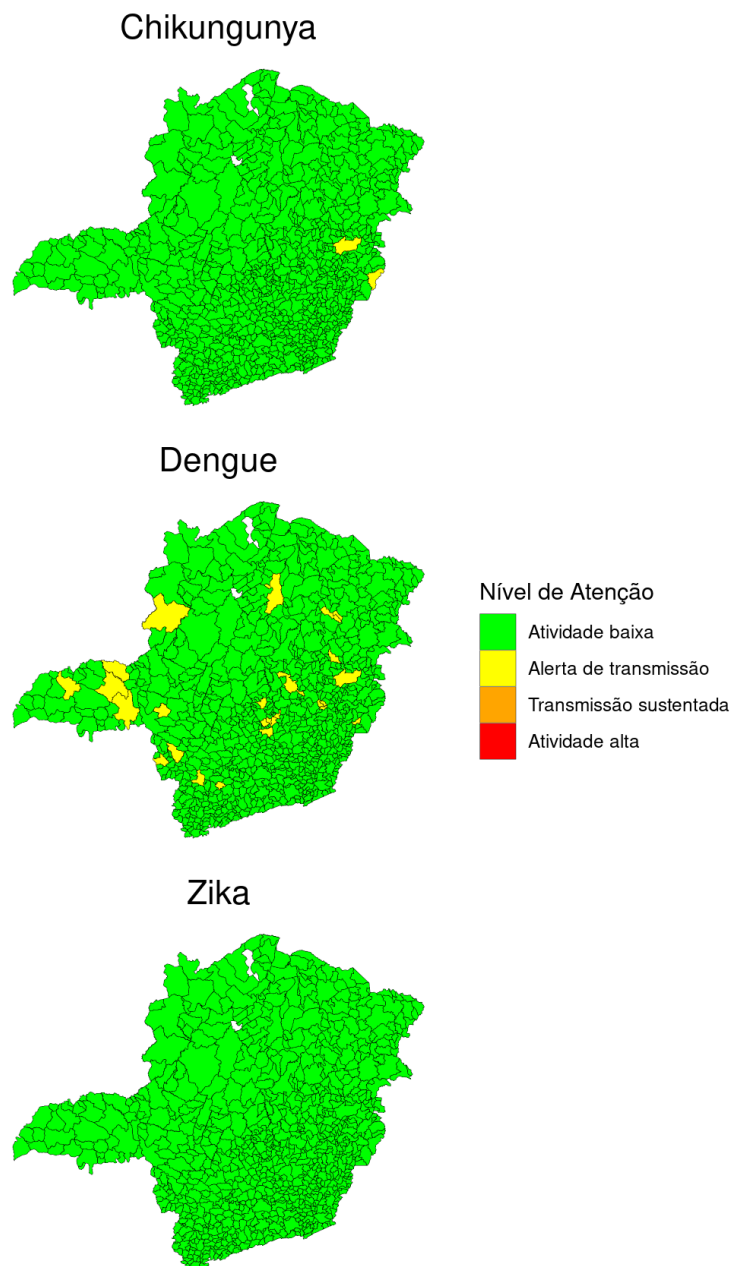 Chikungunya
Dengue
Nível de Atenção
Atividade baixa
Alerta de transmissão
Transmissão sustentada
Atividade alta
Zika